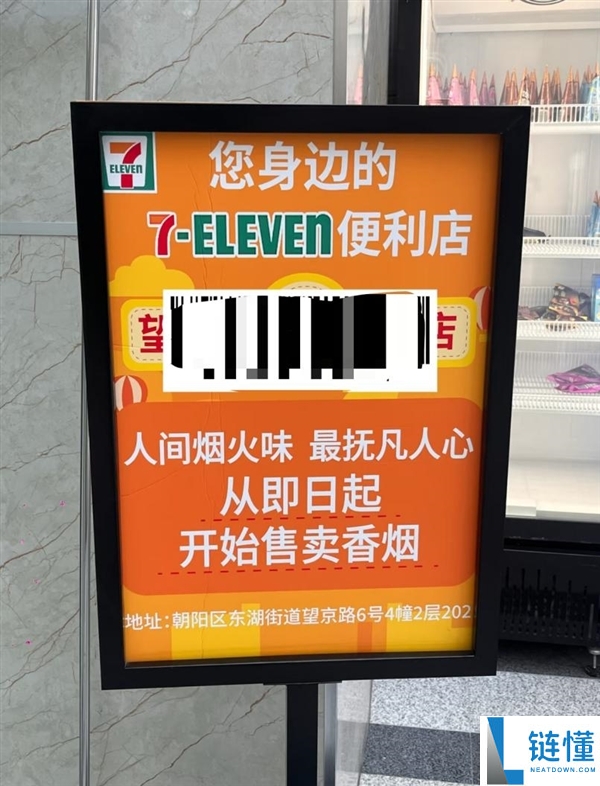 7
ELEVEN
您身边的
7-ELEVEn便利店
望 店
人间烟火味 最抚凡人心
从即日起
开始售卖香烟
地址:朝阳区东湖街道望京路6号4幢2层202
链懂
NEATDOWN.COM